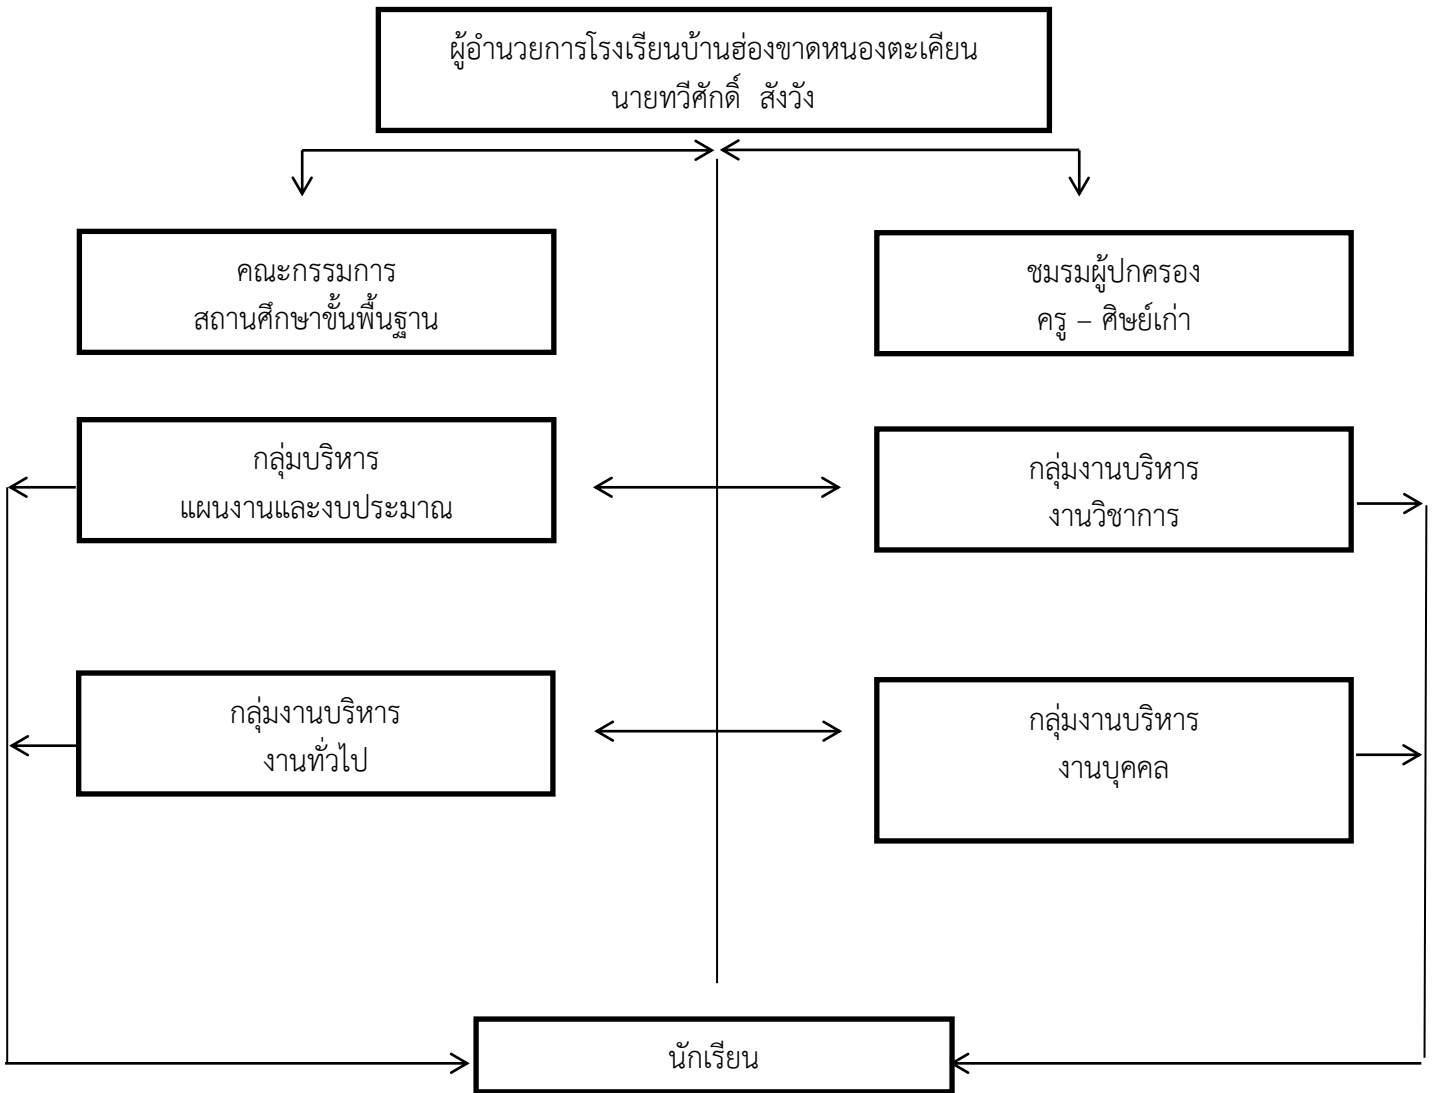 ผู้อำนวยการโรงเรียนบ้านฮ่องขาดหนองตะเคียน
นายทวีศักดิ์ สังวัง
คณะกรรมการ
สถานศึกษาขั้นพื้นฐาน
ชมรมผู้ปกครอง
ครู – ศิษย์เก่า
กลุ่มบริหาร
แผนงานและงบประมาณ
กลุ่มงานบริหาร
งานวิชาการ
กลุ่มงานบริหาร
งานทั่วไป
กลุ่มงานบริหาร
งานบุคคล
นักเรียน